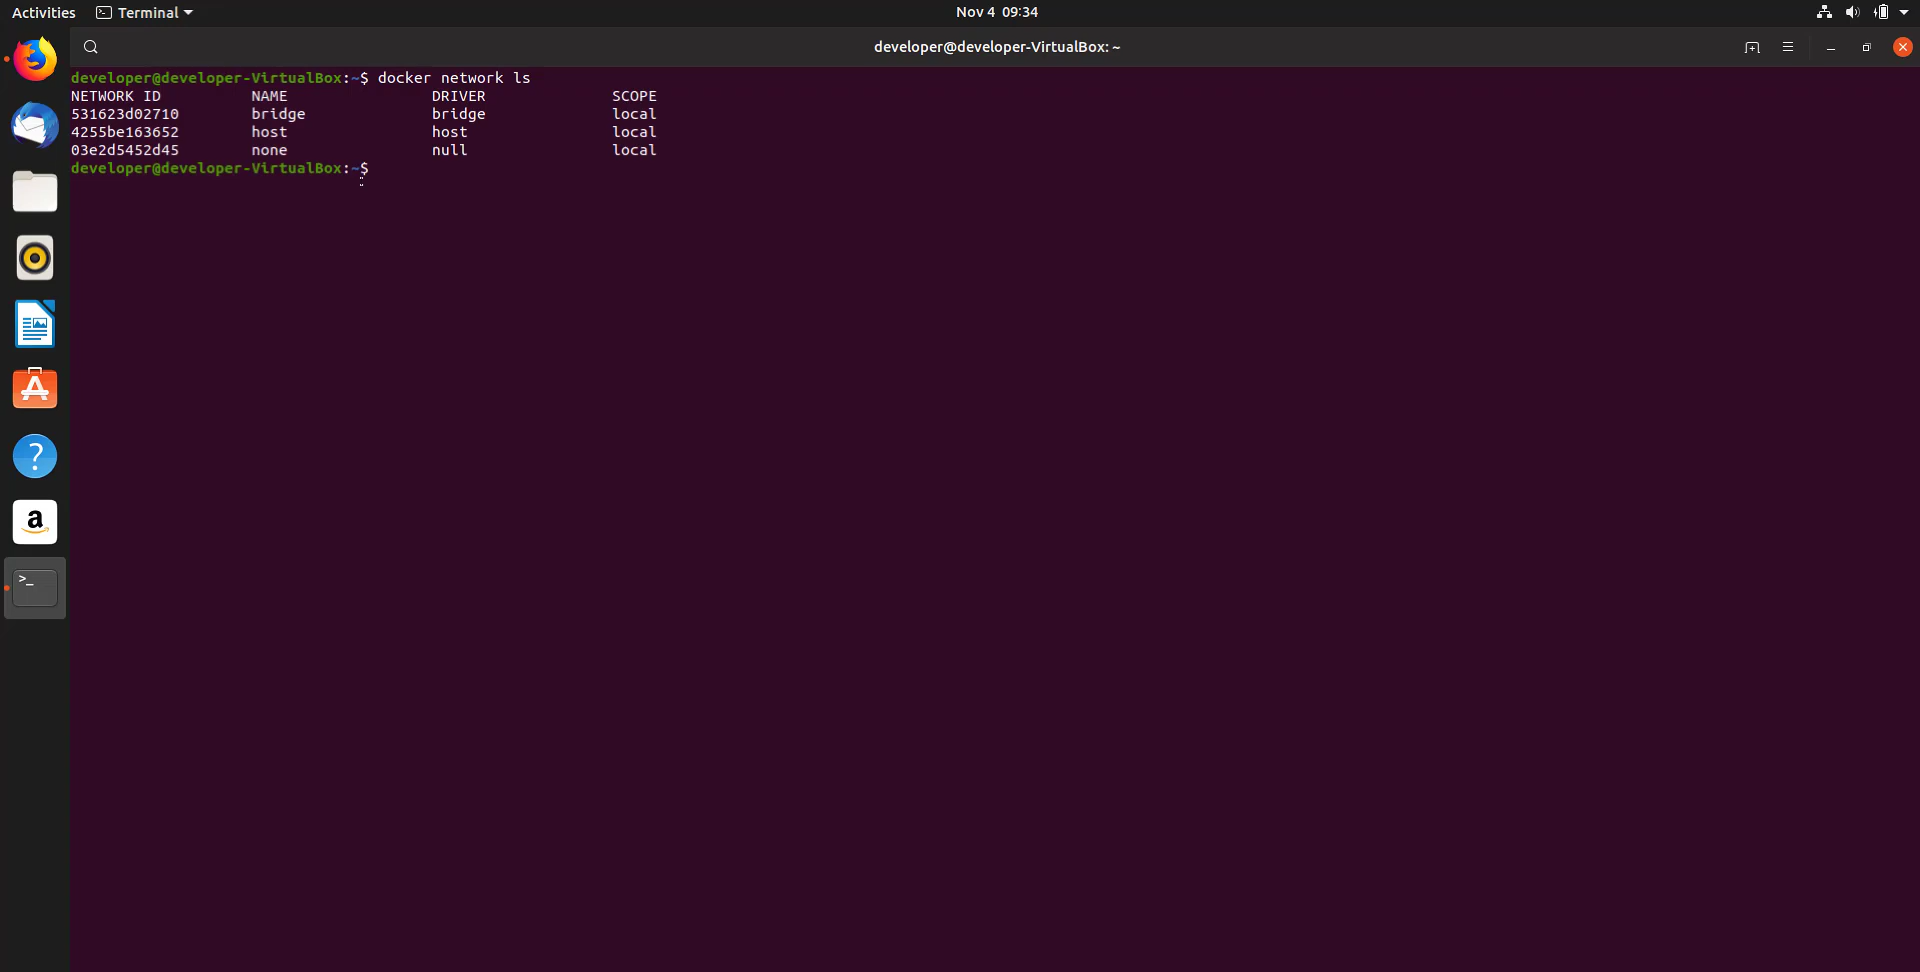 Activities Terminal Nov 4 09:34
developer@developer-VirtualBox: ~
developer@developer-VirtualBox:~$ docker network ls
NETWORK ID NAME DRIVER SCOPE
531623d02710 bridge bridge local
4255be163652 host host local
03e2d5452d45 none null local
developer@developer-VirtualBox:~$
?
a
>_